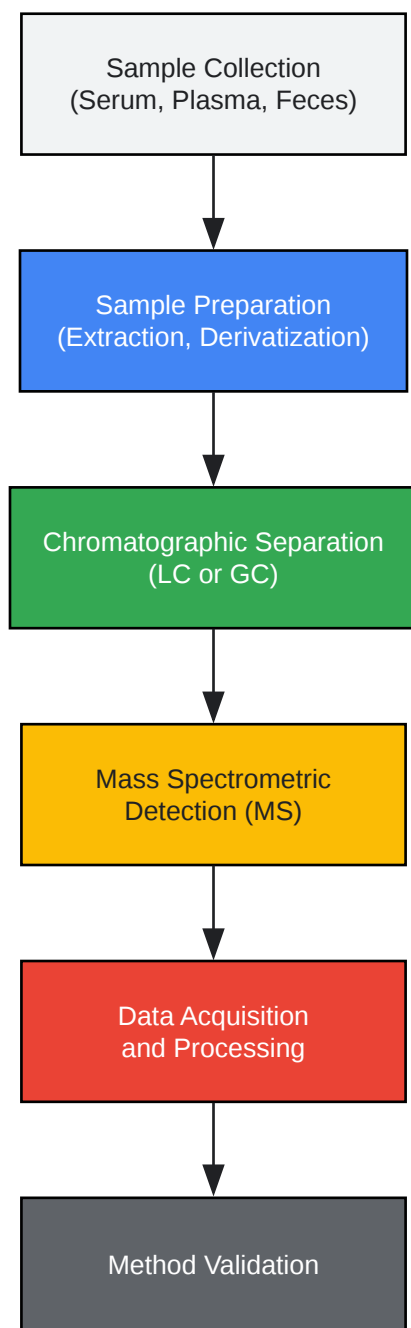 Sample Collection
(Serum, Plasma, Feces)
Sample Preparation
(Extraction, Derivatization)
Chromatographic Separation
(LC or GC)
Mass Spectrometric
Detection (MS)
Data Acquisition
and Processing
Method Validation